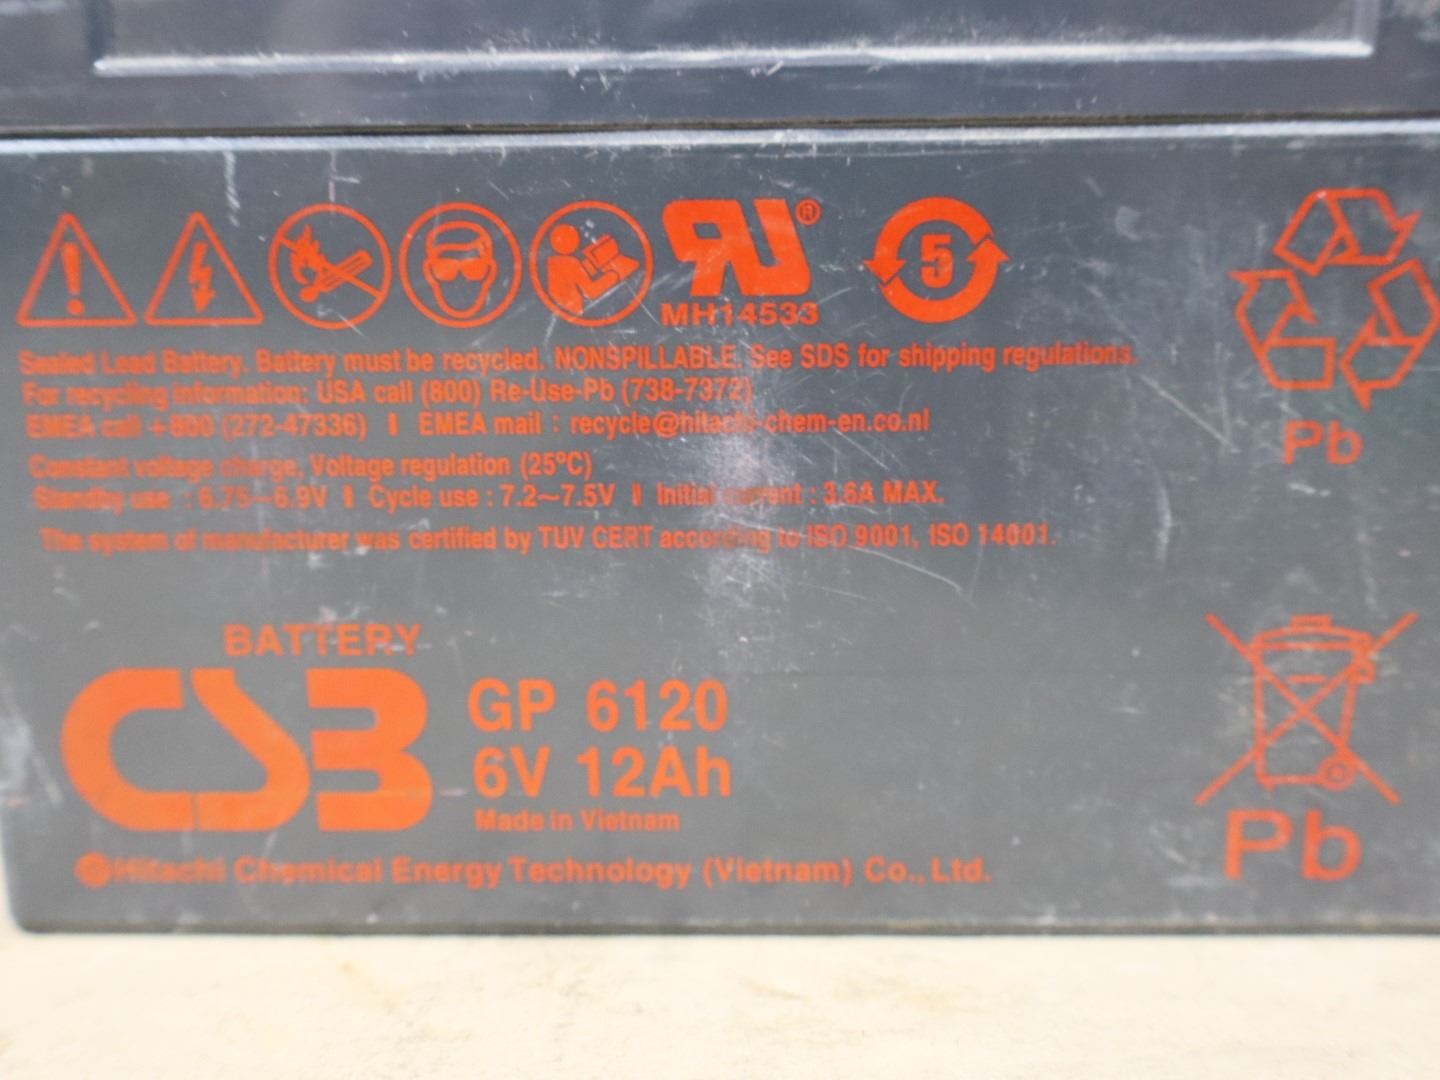 RU®
MH14533
5
Sealed Lead Battery. Battery must be recycled. NONSPILLABLE. See SDS for shipping regulations.
For recycling information: USA call (800) Re-Use-Pb (738-7372)
EMEA call +800 (272-47336) | EMEA mail : recycle@hitachi-chem-en.co.nl
Constant voltage charge, Voltage regulation (25°C)
Standby use : 6.75~6.9V | Cycle use : 7.2~7.5V | Initial current : 3.6A MAX.
The system of manufacturer was certified by TUV CERT according to ISO 9001, ISO 14001.
Pb
BATTERY
CSB
GP 6120
6V 12Ah
Made in Vietnam
Hitachi Chemical Energy Technology (Vietnam) Co., Ltd.
Pb